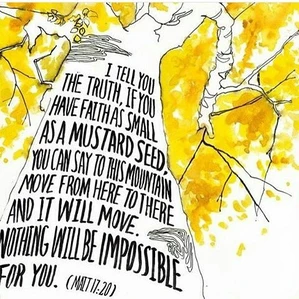 I TELL YOU
THE TRUTH, IF YOU
HAVE FAITH AS SMALL
AS A MUSTARD SEED,
YOU CAN SAY TO THIS MOUNTAIN
MOVE FROM HERE TO THERE
AND IT WILL MOVE.
NOTHING WILL BE IMPOSSIBLE
FOR YOU. (MATT 17:20)